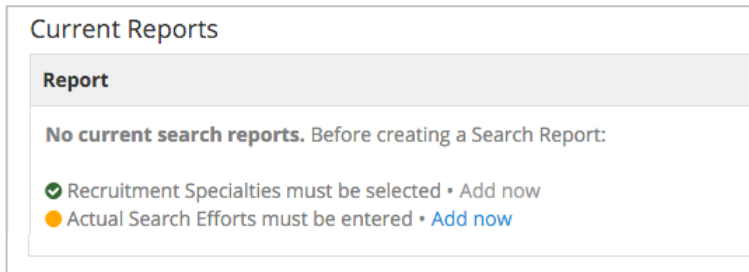 Current Reports
Report
No current search reports. Before creating a Search Report:
Recruitment Specialties must be selected • Add now
Actual Search Efforts must be entered • Add now